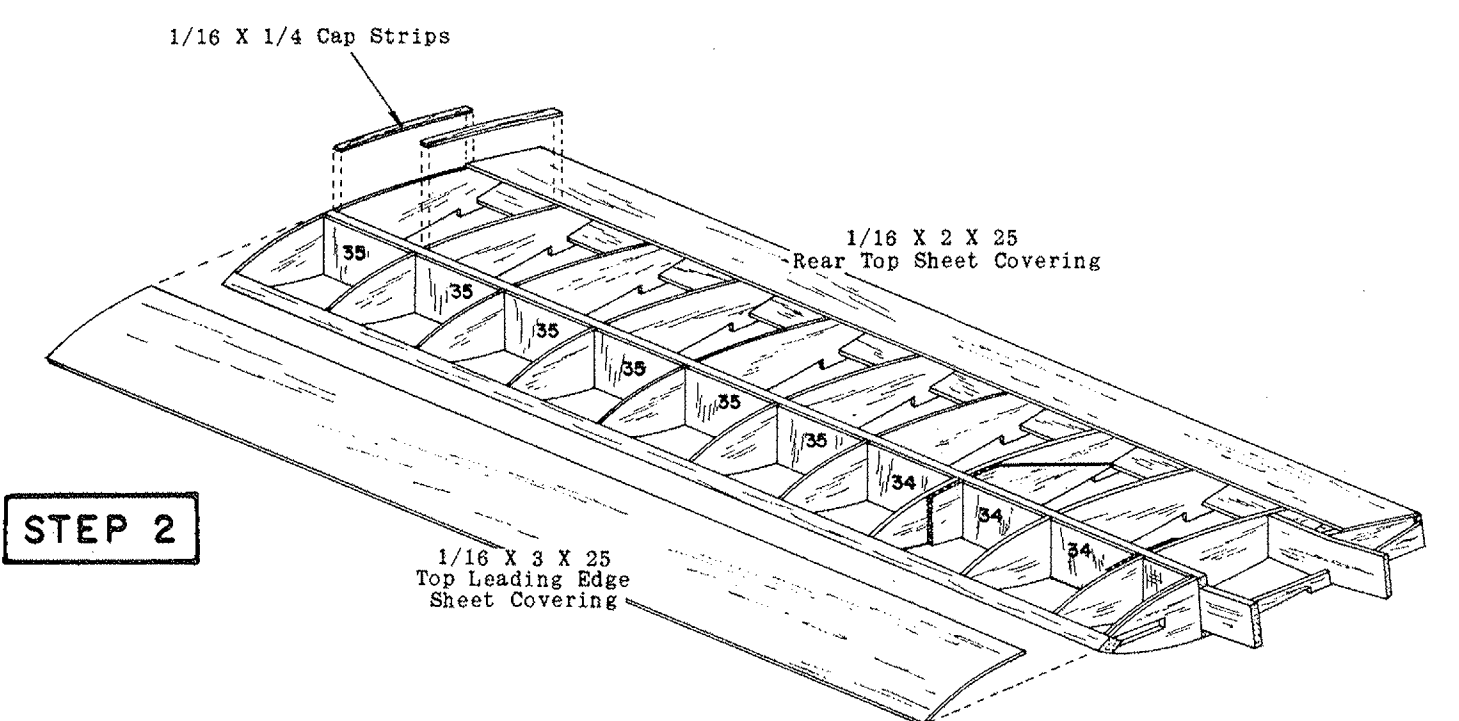 1/16 X 1/4 Cap Strips
1/16 X 2 X 25
Rear Top Sheet Covering
35
35
35
35
35
35
34
34
34
STEP 2
1/16 X 3 X 25
Top Leading Edge
Sheet Covering